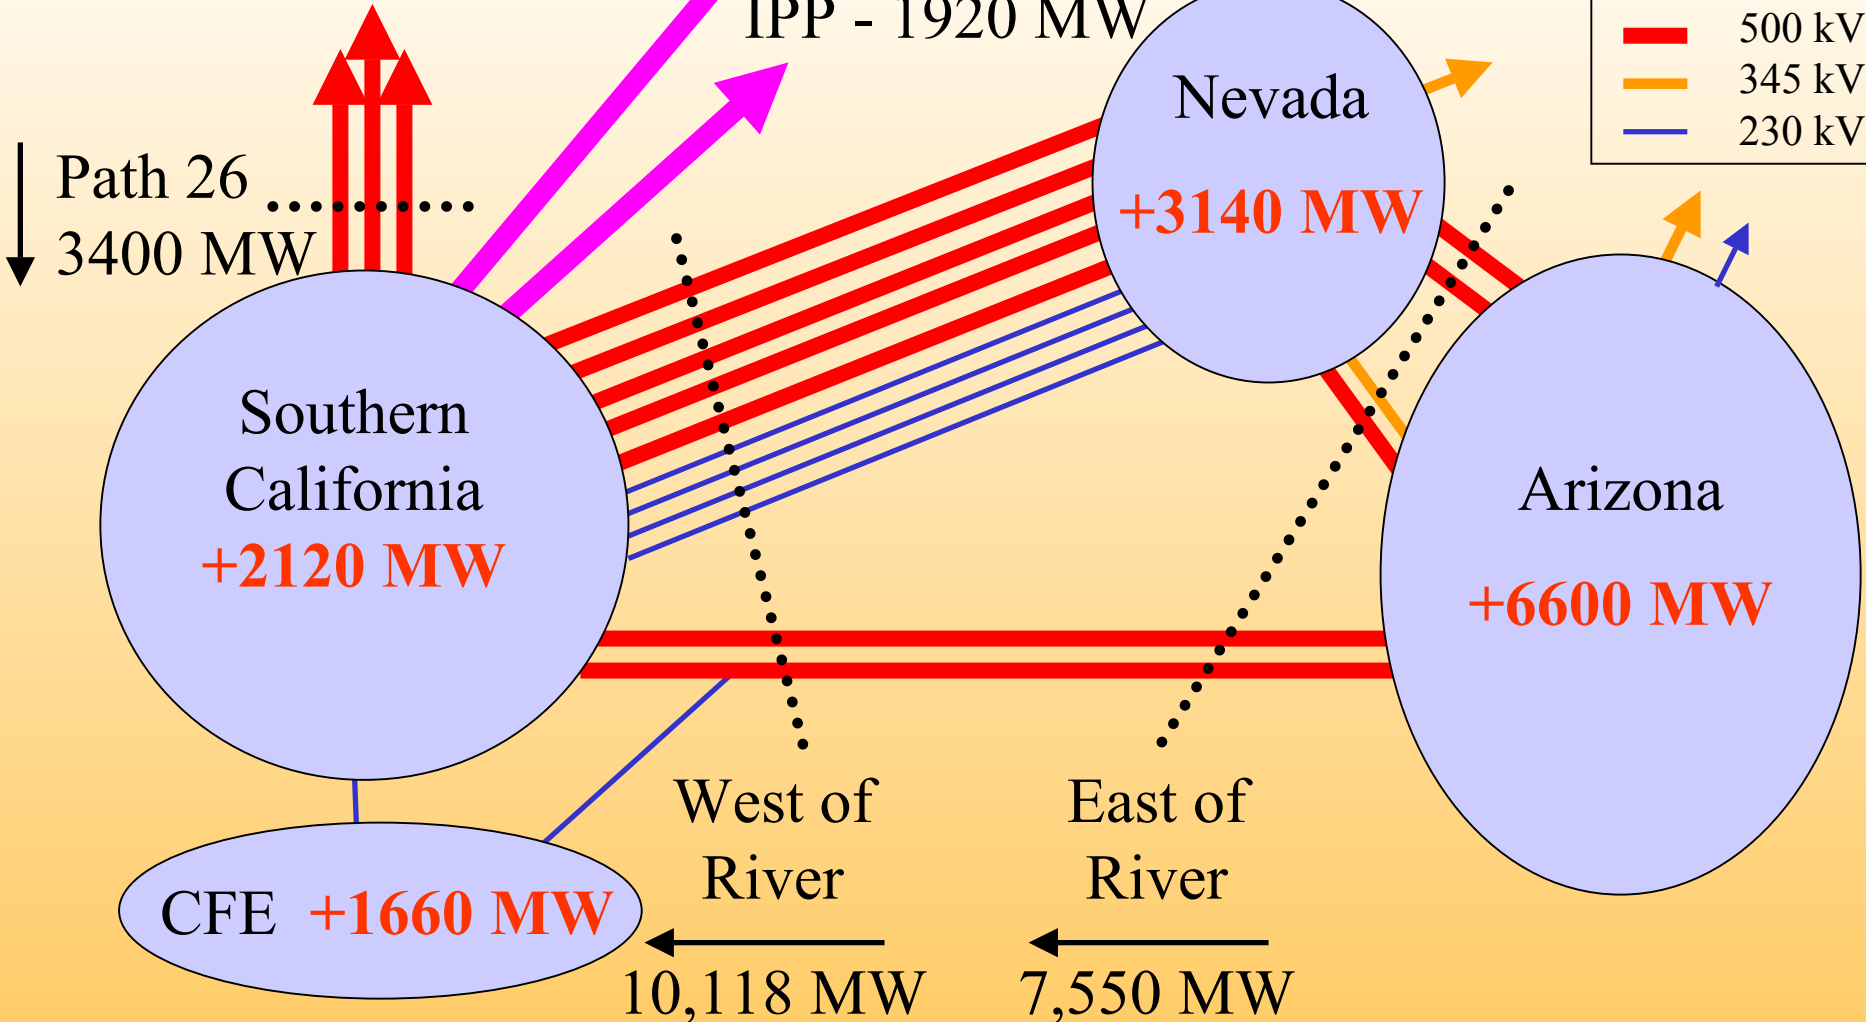 IPP - 1920 MW
500 kV
345 kV
230 kV
Nevada
+3140 MW
Path 26
3400 MW
Southern
California
+2120 MW
Arizona
+6600 MW
West of
River
10,118 MW
East of
River
7,550 MW
CFE +1660 MW